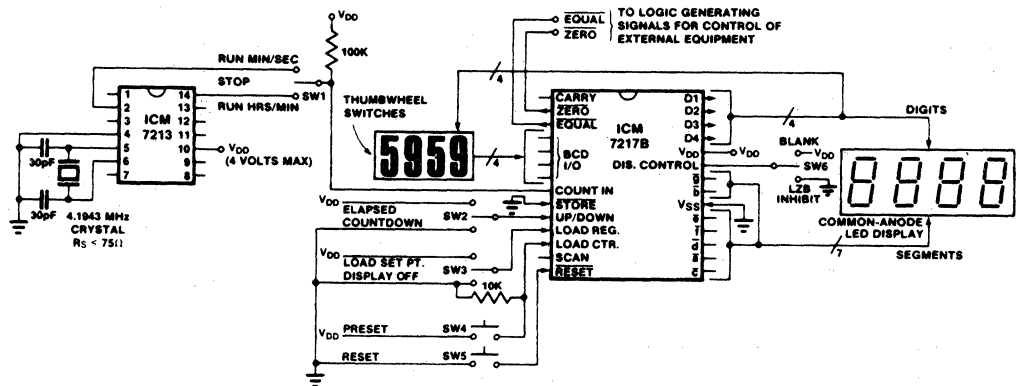 VDD
100K
RUN MIN/SEC
STOP
SW1
RUN HRS/MIN
1
2
3
4
5
6
7
14
13
12
11
10
9
8
ICM
7213
VDD
(4 VOLTS MAX)
30pF
30pF
4.1943 MHz
CRYSTAL
RS < 75Ω
THUMBWHEEL
SWITCHES
5959
4
4
EQUAL
ZERO
TO LOGIC GENERATING
SIGNALS FOR CONTROL OF
EXTERNAL EQUIPMENT
CARRY
ZERO
EQUAL
BCD
I/O
COUNT IN
STORE
UP/DOWN
LOAD REG.
LOAD CTR.
SCAN
RESET
ICM
7217B
D1
D2
D3
D4
VDD
DIS. CONTROL
a
b
VSS
e
f
d
g
c
VDD
4
DIGITS
BLANK
VDD
SW6
LZB
INHIBIT
8888
COMMON-ANODE
LED DISPLAY
7
SEGMENTS
VDD
ELAPSED
COUNTDOWN
SW2
VDD
LOAD SET PT.
DISPLAY OFF
SW3
10K
VDD
PRESET
SW4
RESET
SW5